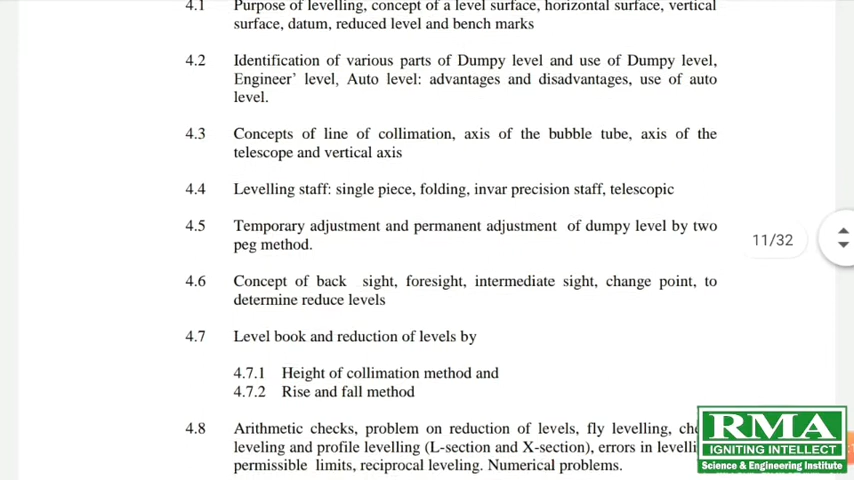 4.1 Purpose of levelling, concept of a level surface, horizontal surface, vertical
surface, datum, reduced level and bench marks
4.2 Identification of various parts of Dumpy level and use of Dumpy level,
Engineer’ level, Auto level: advantages and disadvantages, use of auto
level.
4.3 Concepts of line of collimation, axis of the bubble tube, axis of the
telescope and vertical axis
4.4 Levelling staff: single piece, folding, invar precision staff, telescopic
4.5 Temporary adjustment and permanent adjustment of dumpy level by two
peg method.
11/32
4.6 Concept of back sight, foresight, intermediate sight, change point, to
determine reduce levels
4.7 Level book and reduction of levels by
4.7.1 Height of collimation method and
4.7.2 Rise and fall method
4.8 Arithmetic checks, problem on reduction of levels, fly levelling,
leveling and profile levelling (L-section and X-section), errors in
permissible limits, reciprocal leveling. Numerical problems.
RMA
IGNITING INTELLECT
Science & Engineering Institute